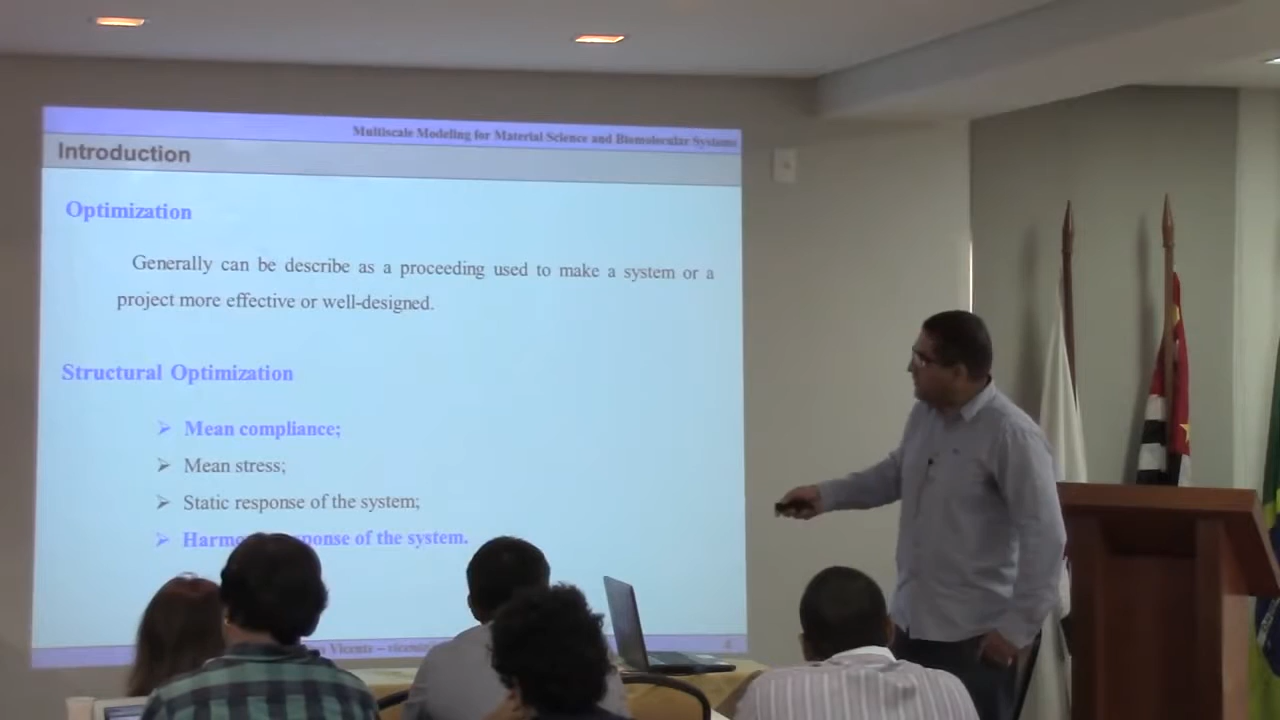 Multiscale Modeling for Material Science and Biomolecular Systems
Introduction
Optimization
Generally can be describe as a proceeding used to make a system or a
project more effective or well-designed.
Structural Optimization
Mean compliance;
Mean stress;
Static response of the system;
response of the system.
Vicente –
4